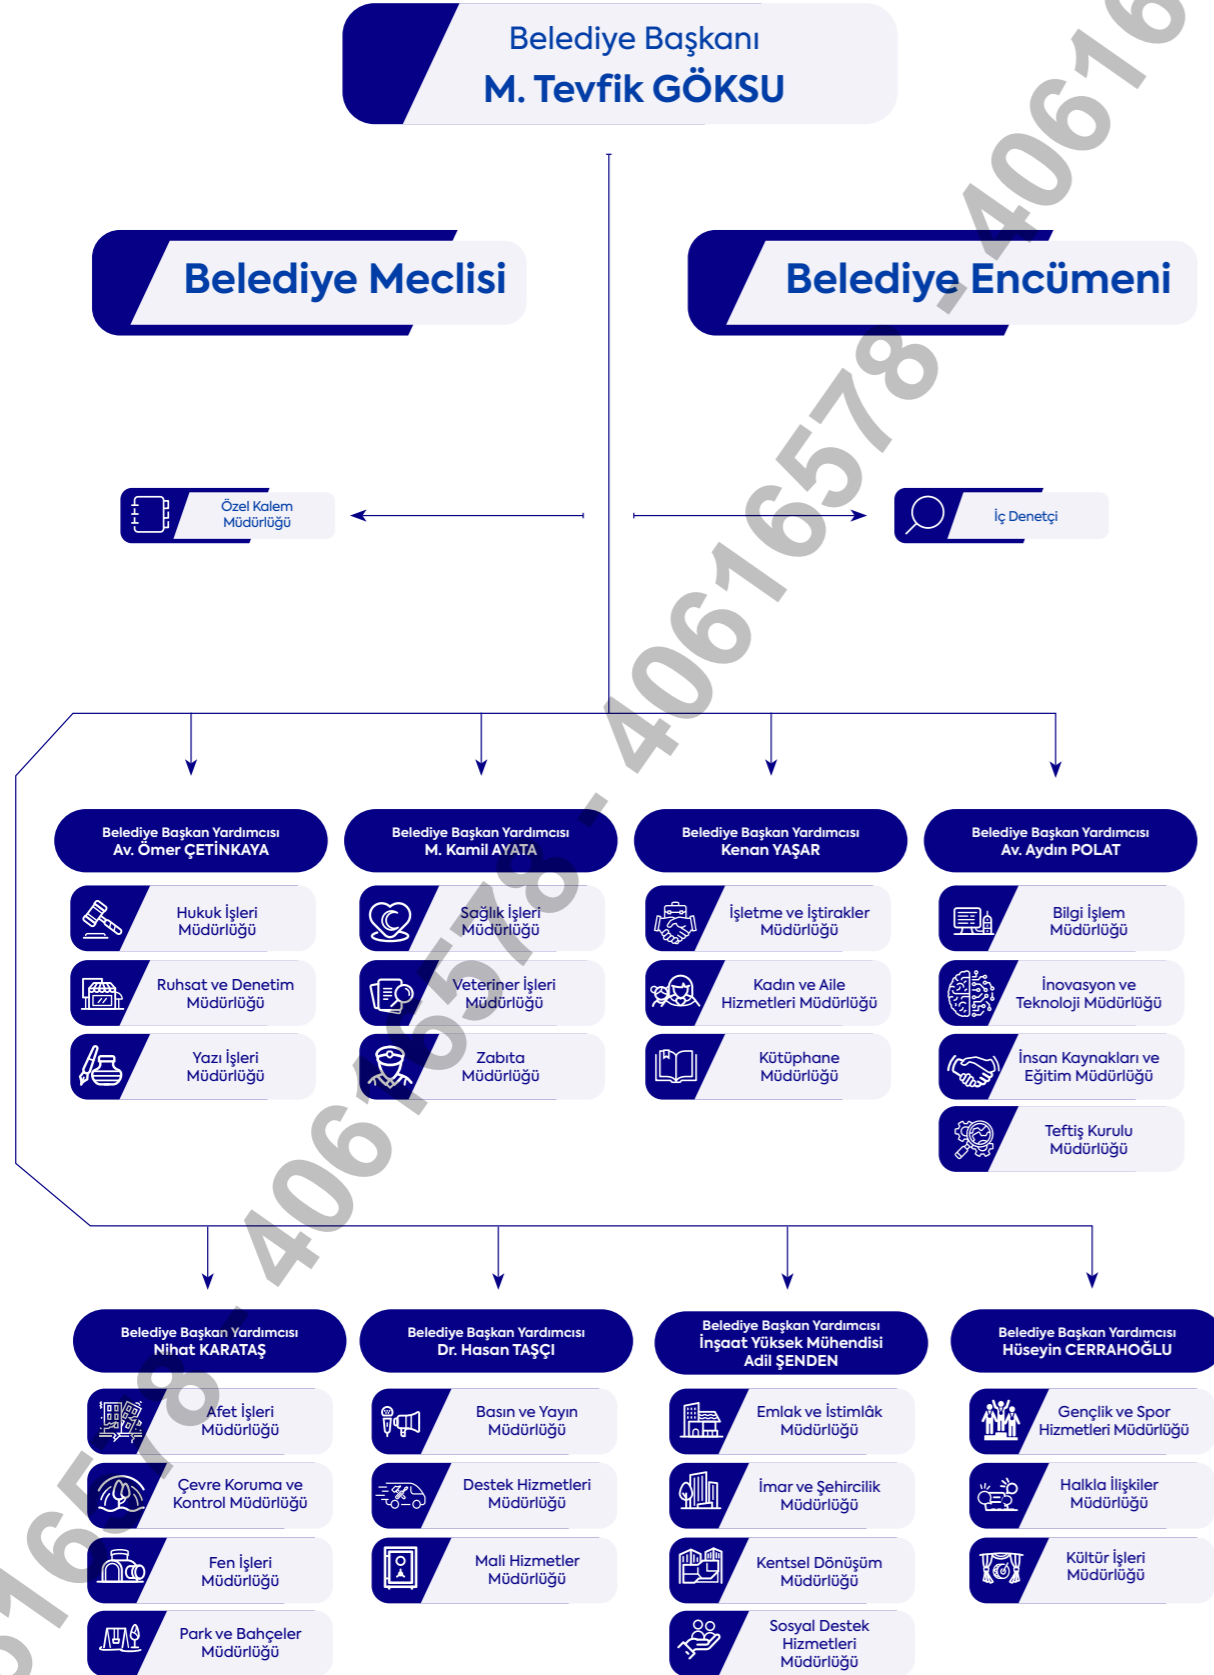 Belediye Başkanı
M. Tevfik GÖKSU
Belediye Meclisi
Belediye Encümeni
Özel Kalem
Müdürlüğü
İç Denetçi
Belediye Başkan Yardımcısı
Av. Ömer ÇETİNKAYA
Hukuk İşleri
Müdürlüğü
Ruhsat ve Denetim
Müdürlüğü
Yazı İşleri
Müdürlüğü
Belediye Başkan Yardımcısı
M. Kamil AYATA
Sağlık İşleri
Müdürlüğü
Veteriner İşleri
Müdürlüğü
Zabıta
Müdürlüğü
Belediye Başkan Yardımcısı
Kenan YAŞAR
İşletme ve İştirakler
Müdürlüğü
Kadın ve Aile
Hizmetleri Müdürlüğü
Kütüphane
Müdürlüğü
Belediye Başkan Yardımcısı
Av. Aydın POLAT
Bilgi İşlem
Müdürlüğü
İnovasyon ve
Teknoloji Müdürlüğü
İnsan Kaynakları ve
Eğitim Müdürlüğü
Teftiş Kurulu
Müdürlüğü
Belediye Başkan Yardımcısı
Nihat KARATAŞ
Afet İşleri
Müdürlüğü
Çevre Koruma ve
Kontrol Müdürlüğü
Fen İşleri
Müdürlüğü
Park ve Bahçeler
Müdürlüğü
Belediye Başkan Yardımcısı
Dr. Hasan TAŞÇI
Basın ve Yayın
Müdürlüğü
Destek Hizmetleri
Müdürlüğü
Mali Hizmetler
Müdürlüğü
Belediye Başkan Yardımcısı
İnşaat Yüksek Mühendisi
Adil ŞENDEN
Emlak ve İstimlâk
Müdürlüğü
İmar ve Şehircilik
Müdürlüğü
Kentsel Dönüşüm
Müdürlüğü
Sosyal Destek
Hizmetleri
Müdürlüğü
Belediye Başkan Yardımcısı
Hüseyin CERRAHOĞLU
Gençlik ve Spor
Hizmetleri Müdürlüğü
Halkla İlişkiler
Müdürlüğü
Kültür İşleri
Müdürlüğü
40616578 - 40616578 - 40616578 - 40616